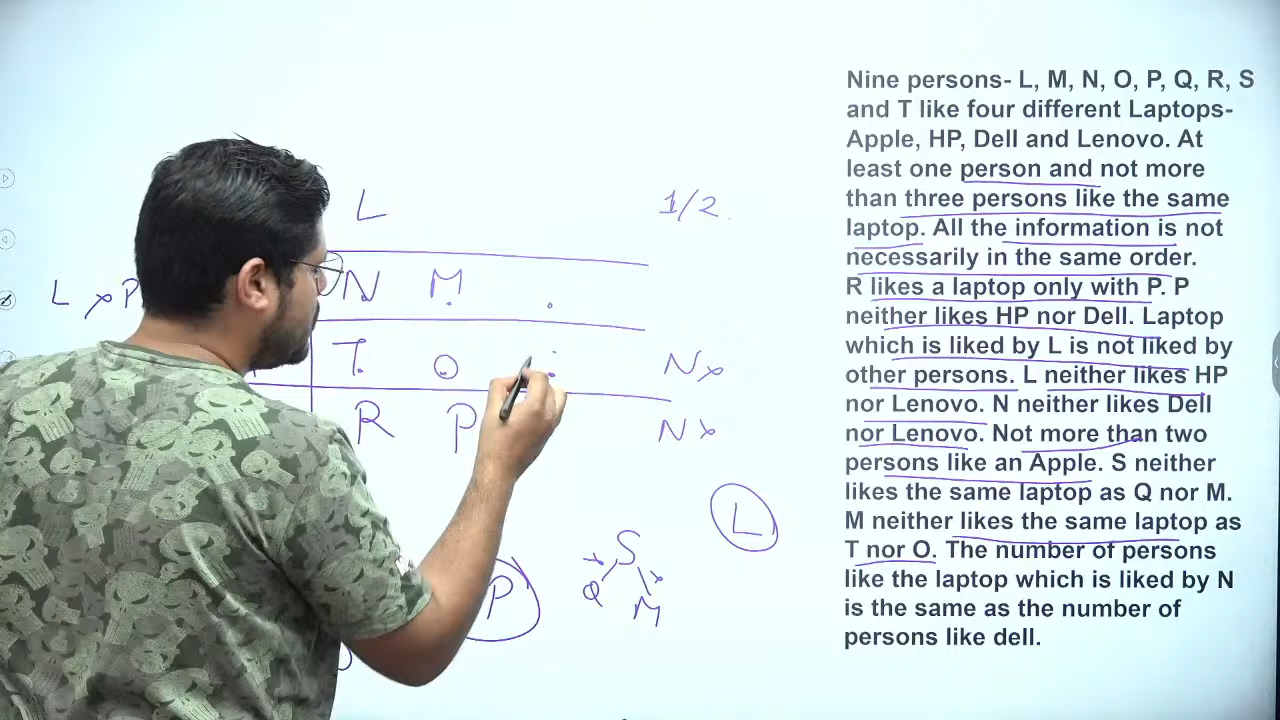 Nine persons- L, M, N, O, P, Q, R, S
and T like four different Laptops-
Apple, HP, Dell and Lenovo. At
least one person and not more
than three persons like the same
laptop. All the information is not
necessarily in the same order.
R likes a laptop only with P. P
neither likes HP nor Dell. Laptop
which is liked by L is not liked by
other persons. L neither likes HP
nor Lenovo. N neither likes Dell
nor Lenovo. Not more than two
persons like an Apple. S neither
likes the same laptop as Q nor M.
M neither likes the same laptop as
T nor O. The number of persons
like the laptop which is liked by N
is the same as the number of
persons like dell.
L 1/2.
L x P N M .
T O : N x
R P N x
P S Q M L